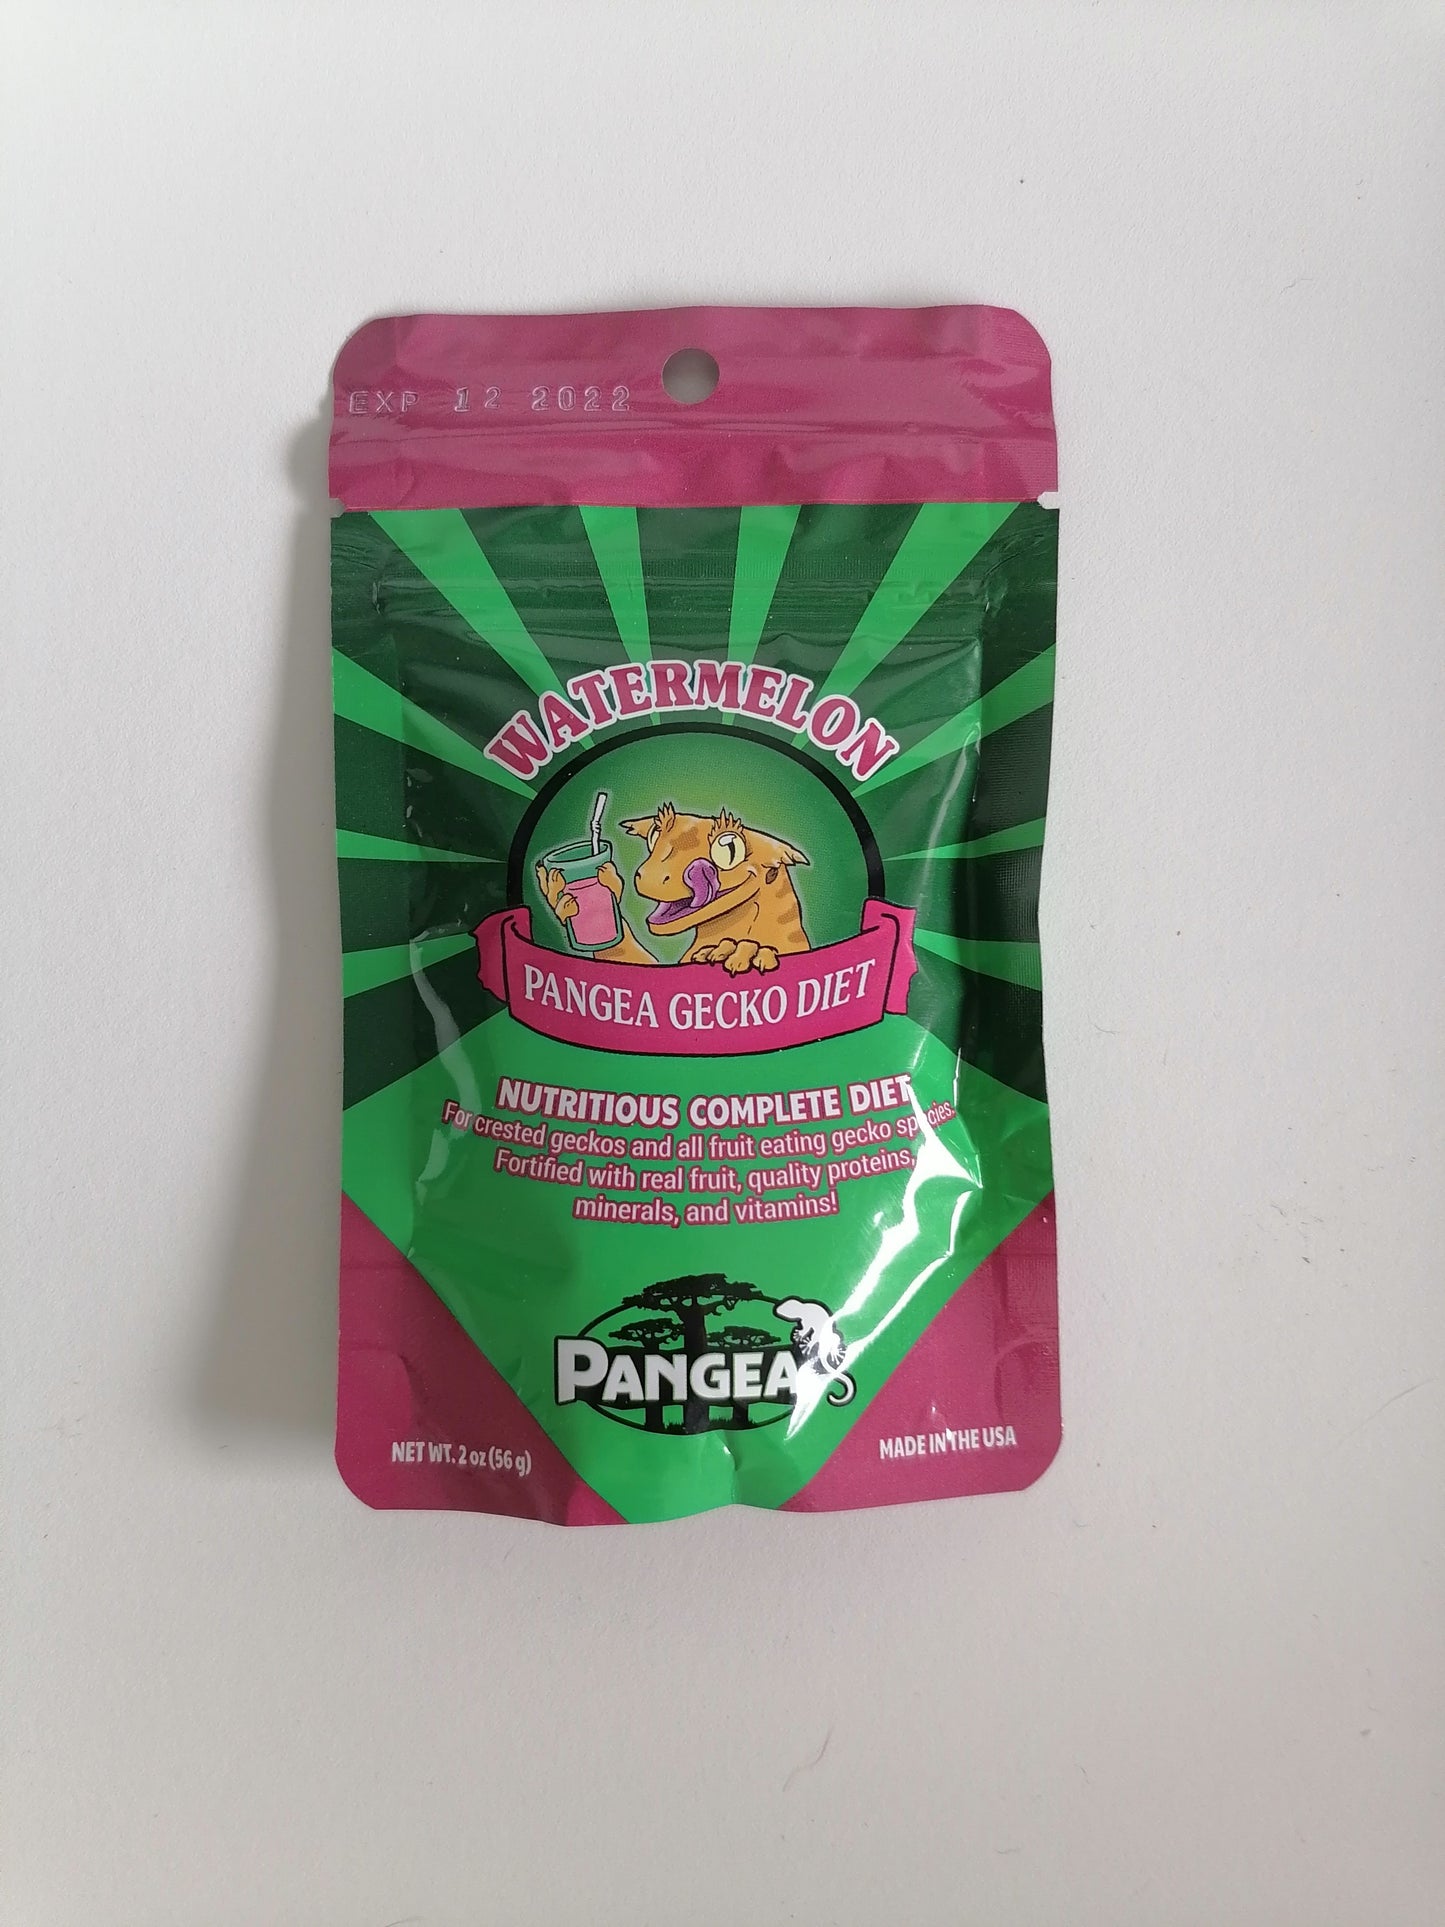 EXP 12 2022
WATERMELON
PANGEA GECKO DIET
NUTRITIOUS COMPLETE DIET
For crested geckos and all fruit eating gecko species.
Fortified with real fruit, quality proteins,
minerals, and vitamins!
PANGEA
NET WT. 2 oz (56 g)
MADE IN THE USA